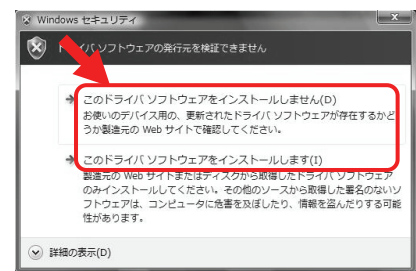 Windows セキュリティ
ドライバ ソフトウェアの発行元を検証できません
このドライバ ソフトウェアをインストールしません(D)
お使いのデバイス用の、更新されたドライバ ソフトウェアが存在するかど
うか製造元の Web サイトで確認してください。
このドライバ ソフトウェアをインストールします(I)
製造元の Web サイトまたはディスクから取得したドライバ ソフトウェア
のみインストールしてください。その他のソースから取得した署名のないソ
フトウェアは、コンピュータに危害を及ぼしたり、情報を盗んだりする可能
性があります。
詳細の表示(D)